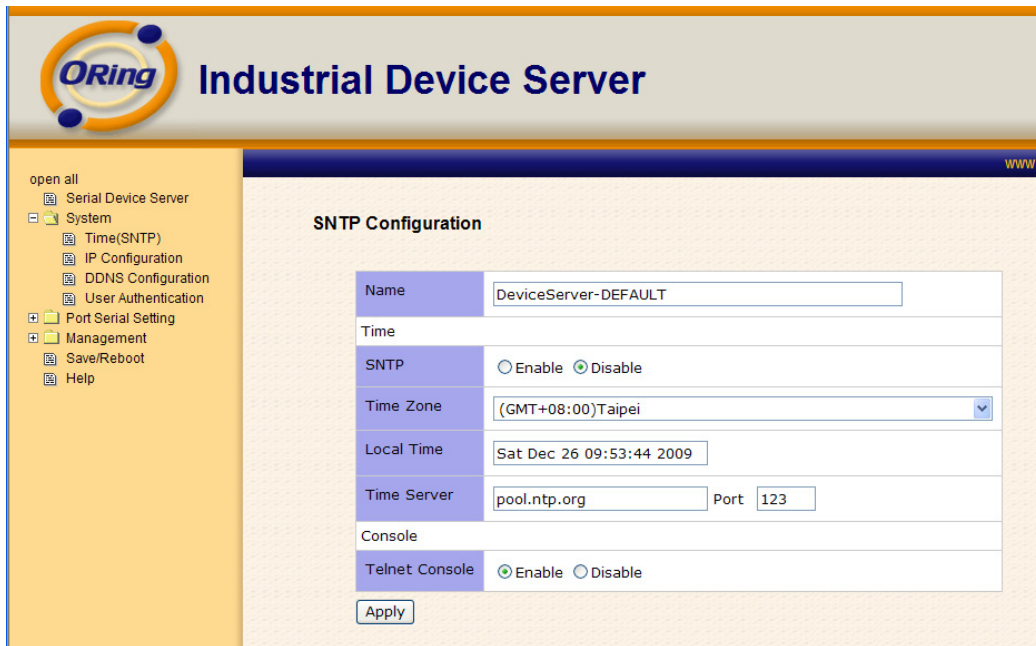 ORing
Industrial Device Server
www
open all
Serial Device Server
System
Time(SNTP)
IP Configuration
DDNS Configuration
User Authentication
Port Serial Setting
Management
Save/Reboot
Help
SNTP Configuration
Name DeviceServer-DEFAULT
Time
SNTP Enable Disable
Time Zone (GMT+08:00)Taipei
Local Time Sat Dec 26 09:53:44 2009
Time Server pool.ntp.org Port 123
Console
Telnet Console Enable Disable
Apply